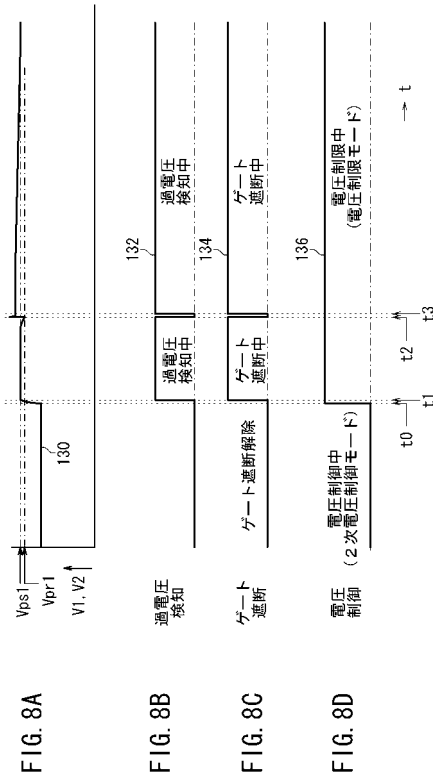 FIG. 8A
Vps1
Vpr1
V1, V2
130
FIG. 8B
過電圧
検知
132
過電圧
検知中
過電圧
検知中
FIG. 8C
ゲート
遮断
134
ゲート遮断解除
ゲート
遮断中
ゲート
遮断中
FIG. 8D
電圧
制御
136
電圧制御中
(2次電圧制御モード)
電圧制限中
(電圧制限モード)
t0
t1
t2
t3
t